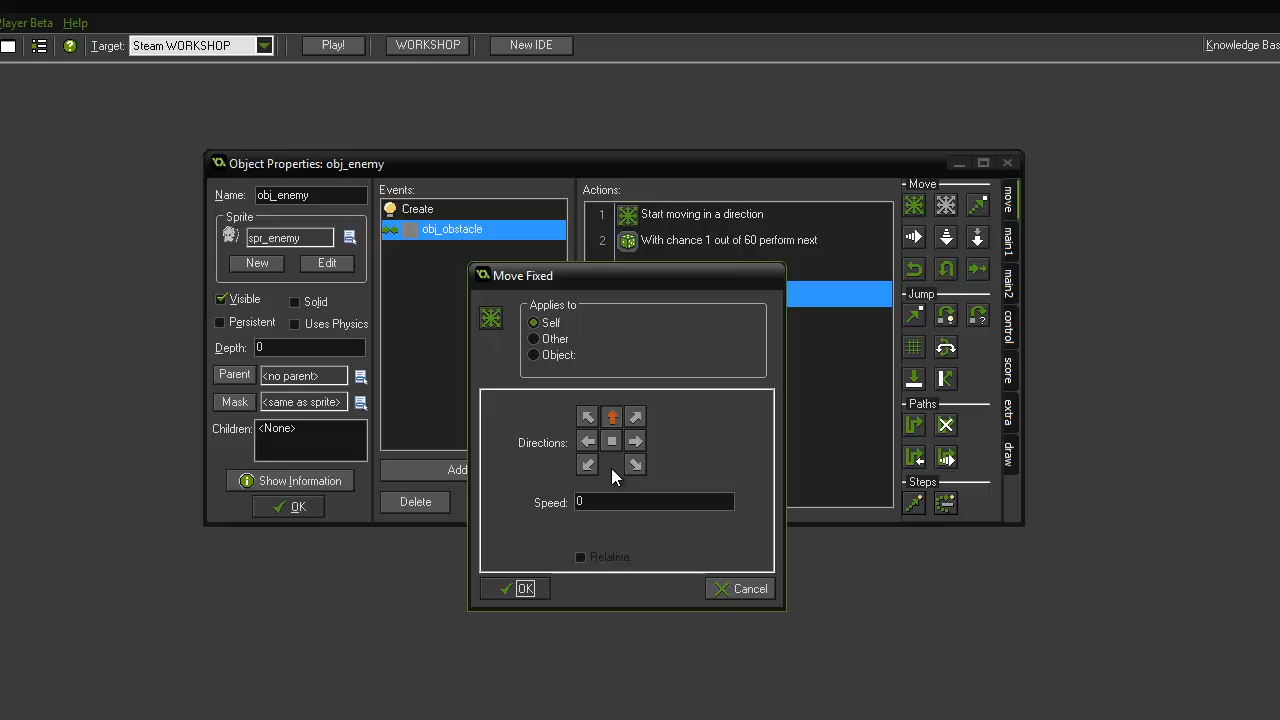 Player Beta Help
Target: Steam WORKSHOP Play! WORKSHOP New IDE Knowledge Bas
Object Properties: obj_enemy
Name: obj_enemy
Sprite
spr_enemy
New Edit
Visible Solid
Persistent Uses Physics
Depth: 0
Parent <no parent>
Mask <same as sprite>
Children: <None>
Show Information
OK
Events:
Create
obj_obstacle
Add
Delete
Actions:
1 Start moving in a direction
2 With chance 1 out of 60 perform next
Move Fixed
Applies to
Self
Other
Object:
Directions:
Speed: 0
Relative
OK Cancel
Move
Jump
Paths
Steps
move
main1
main2
control
score
extra
draw